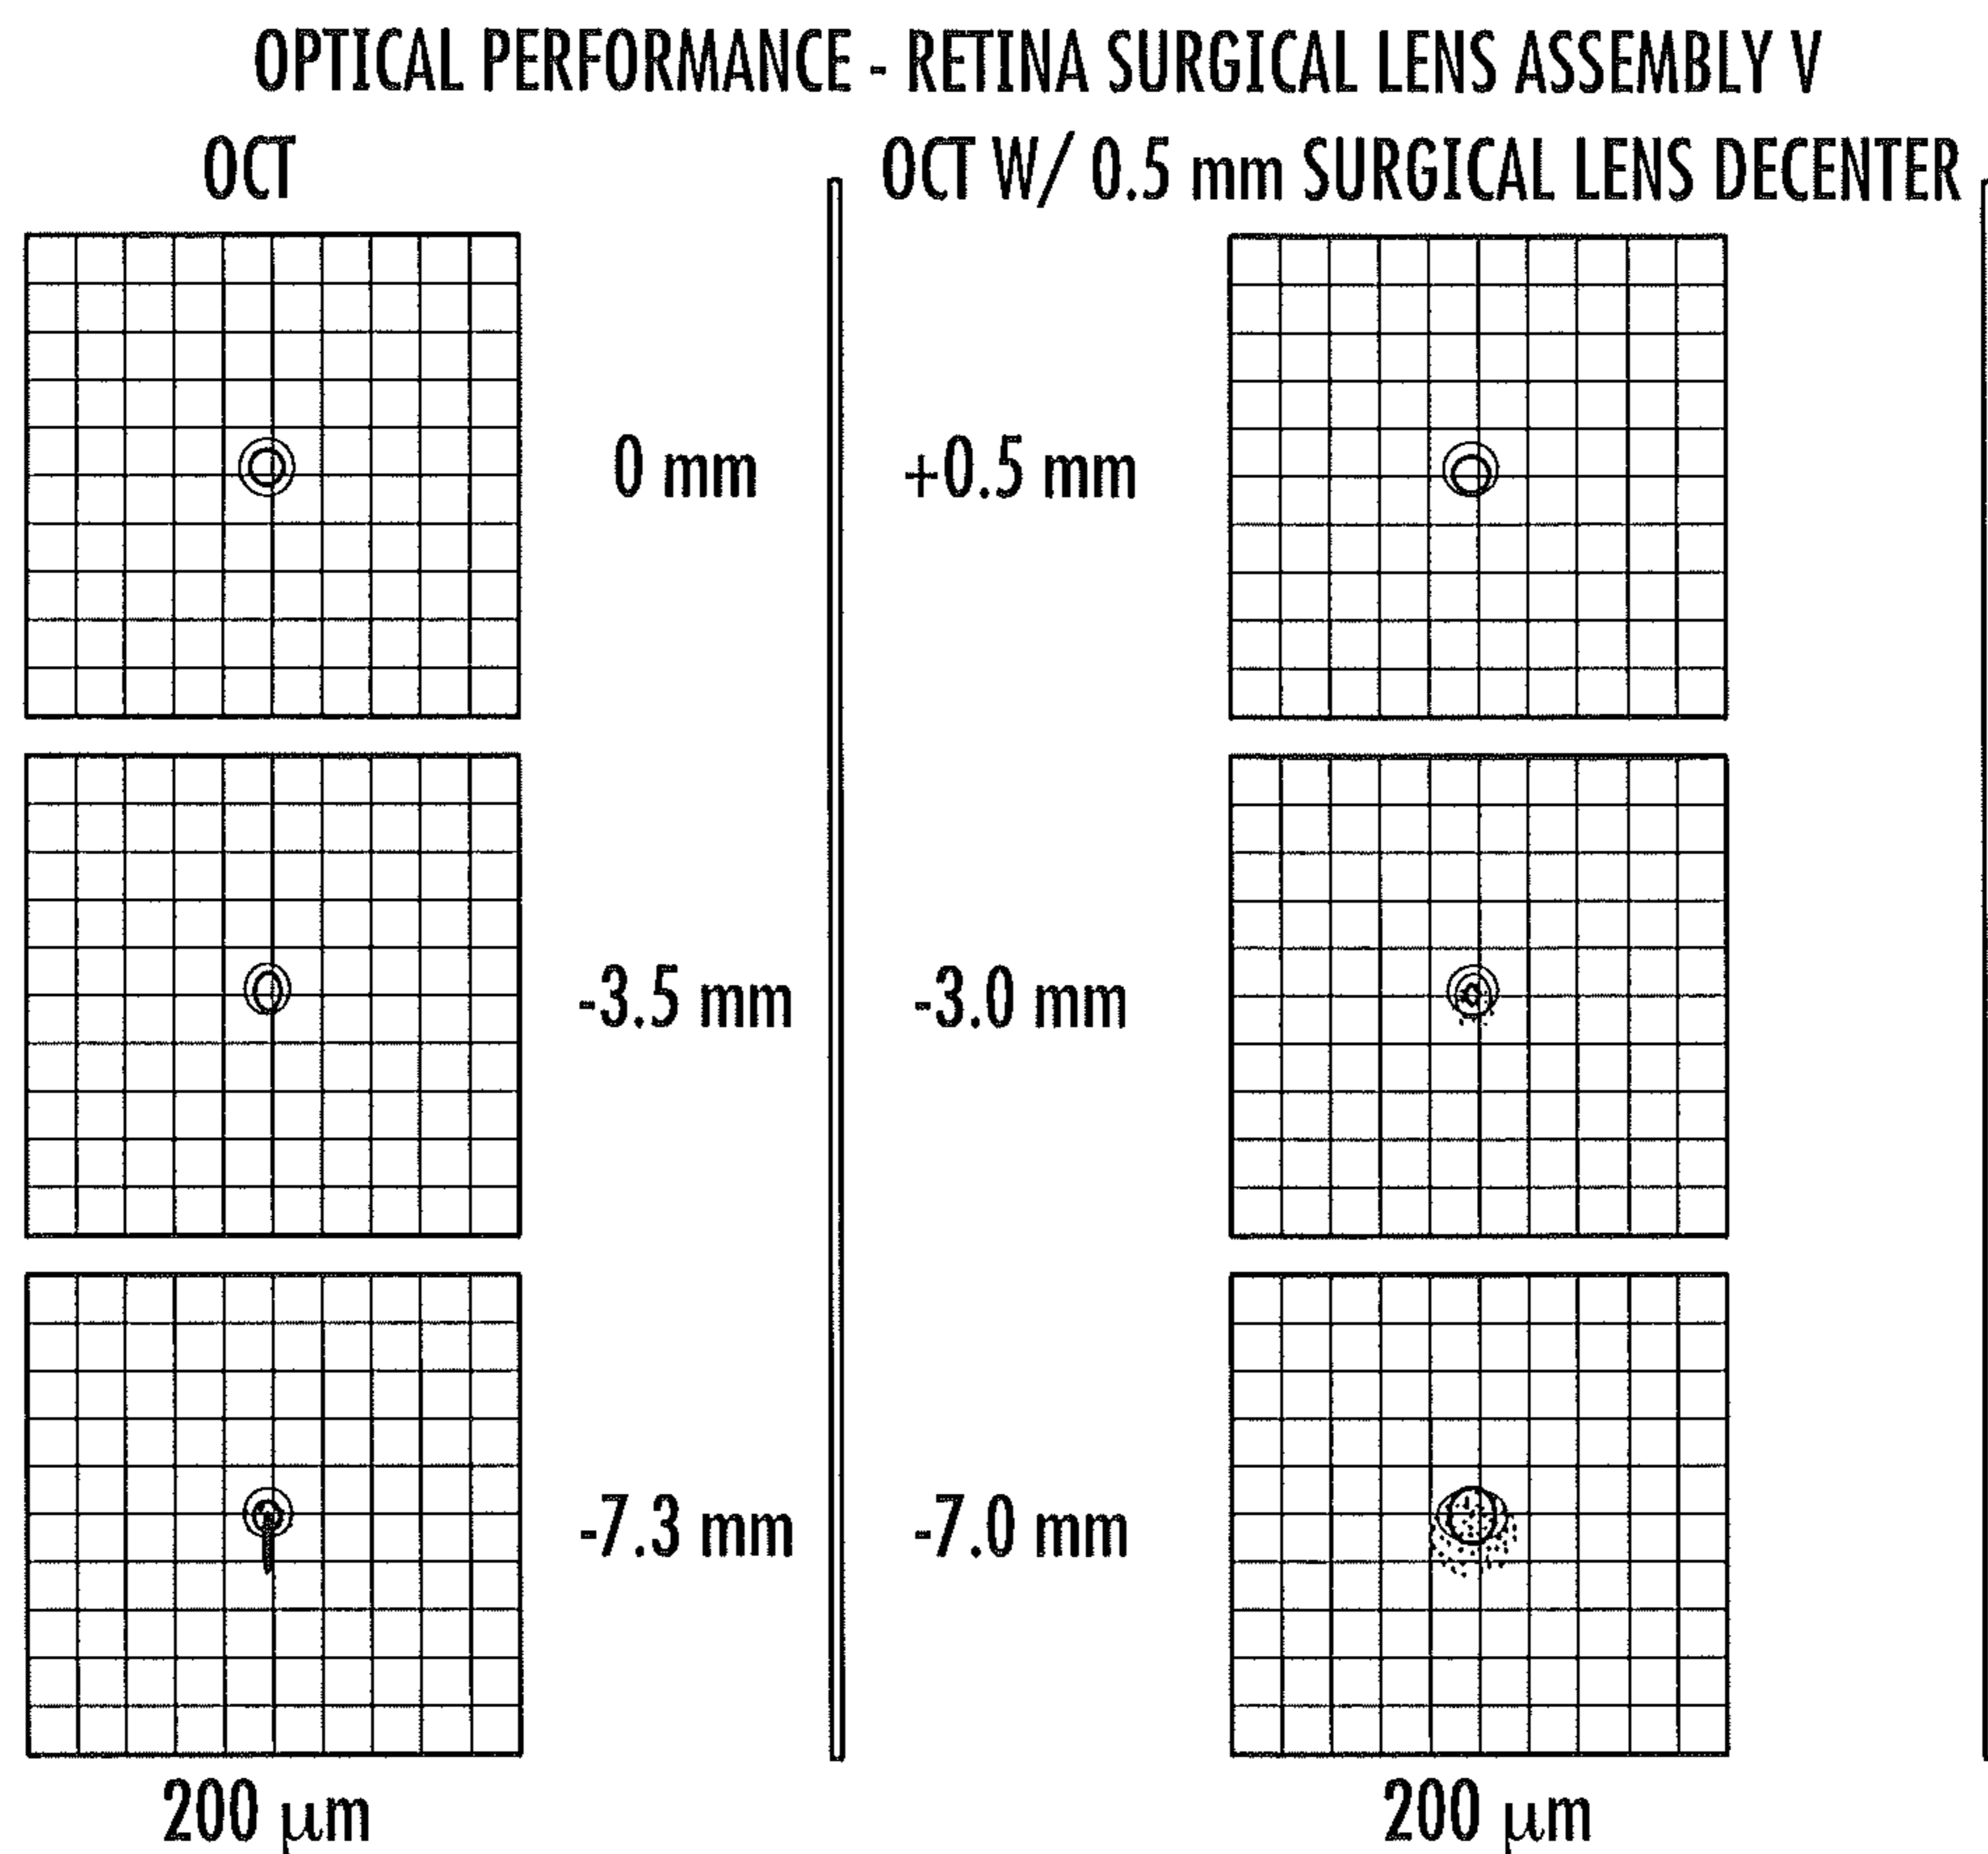 OPTICAL PERFORMANCE - RETINA SURGICAL LENS ASSEMBLY V
OCT
OCT W/ 0.5 mm SURGICAL LENS DECENTER
0 mm
+0.5 mm
-3.5 mm
-3.0 mm
-7.3 mm
-7.0 mm
200 μm
200 μm